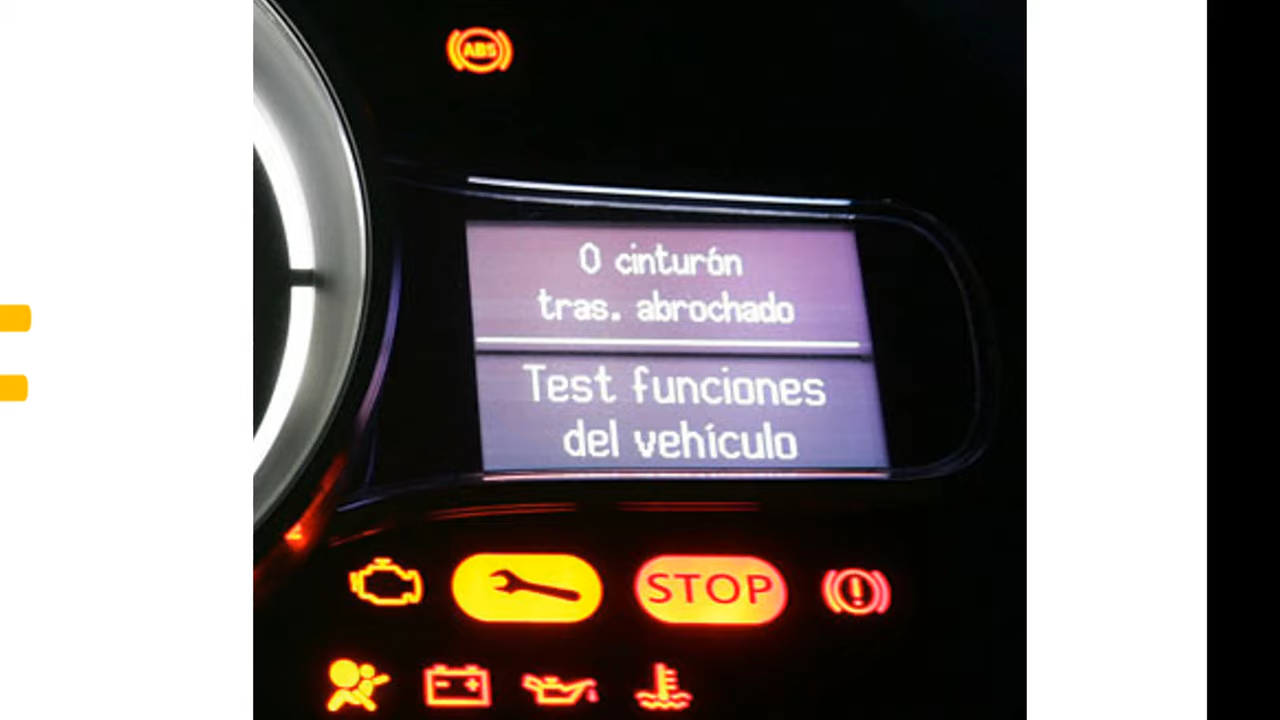 ABS
0 cinturón
tras. abrochado
Test funciones
del vehículo
STOP